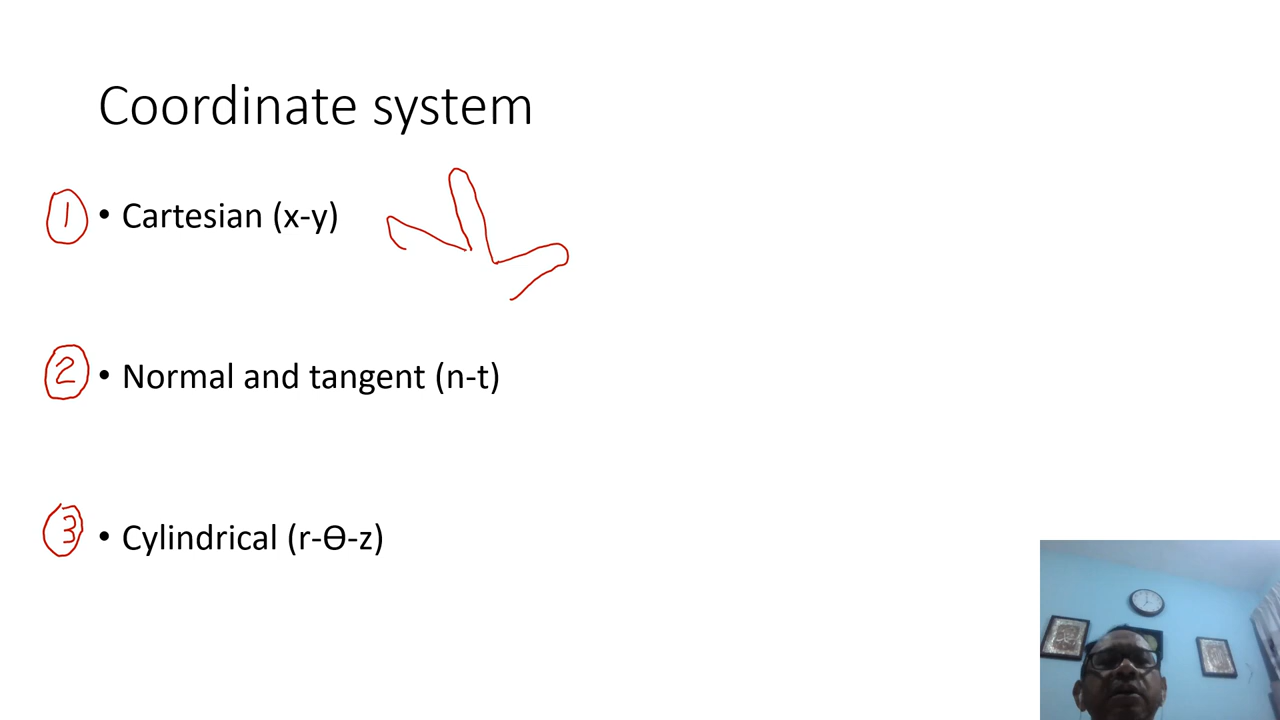 Coordinate system
1 • Cartesian (x-y)
2 • Normal and tangent (n-t)
3 • Cylindrical (r-ϴ-z)